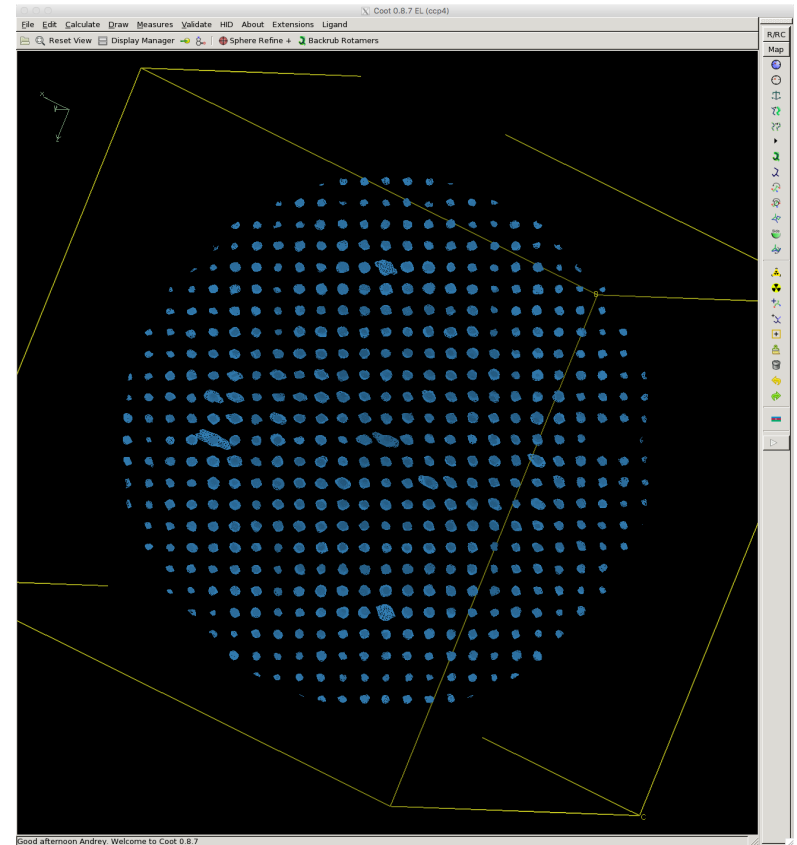 Coot 0.8.7 EL (ccp4)
File Edit Calculate Draw Measures Validate HID About Extensions Ligand
Reset View Display Manager Sphere Refine + Backrub Rotamers
R/RC
Map
x
y
z
B
C
Good afternoon Andrey. Welcome to Coot 0.8.7